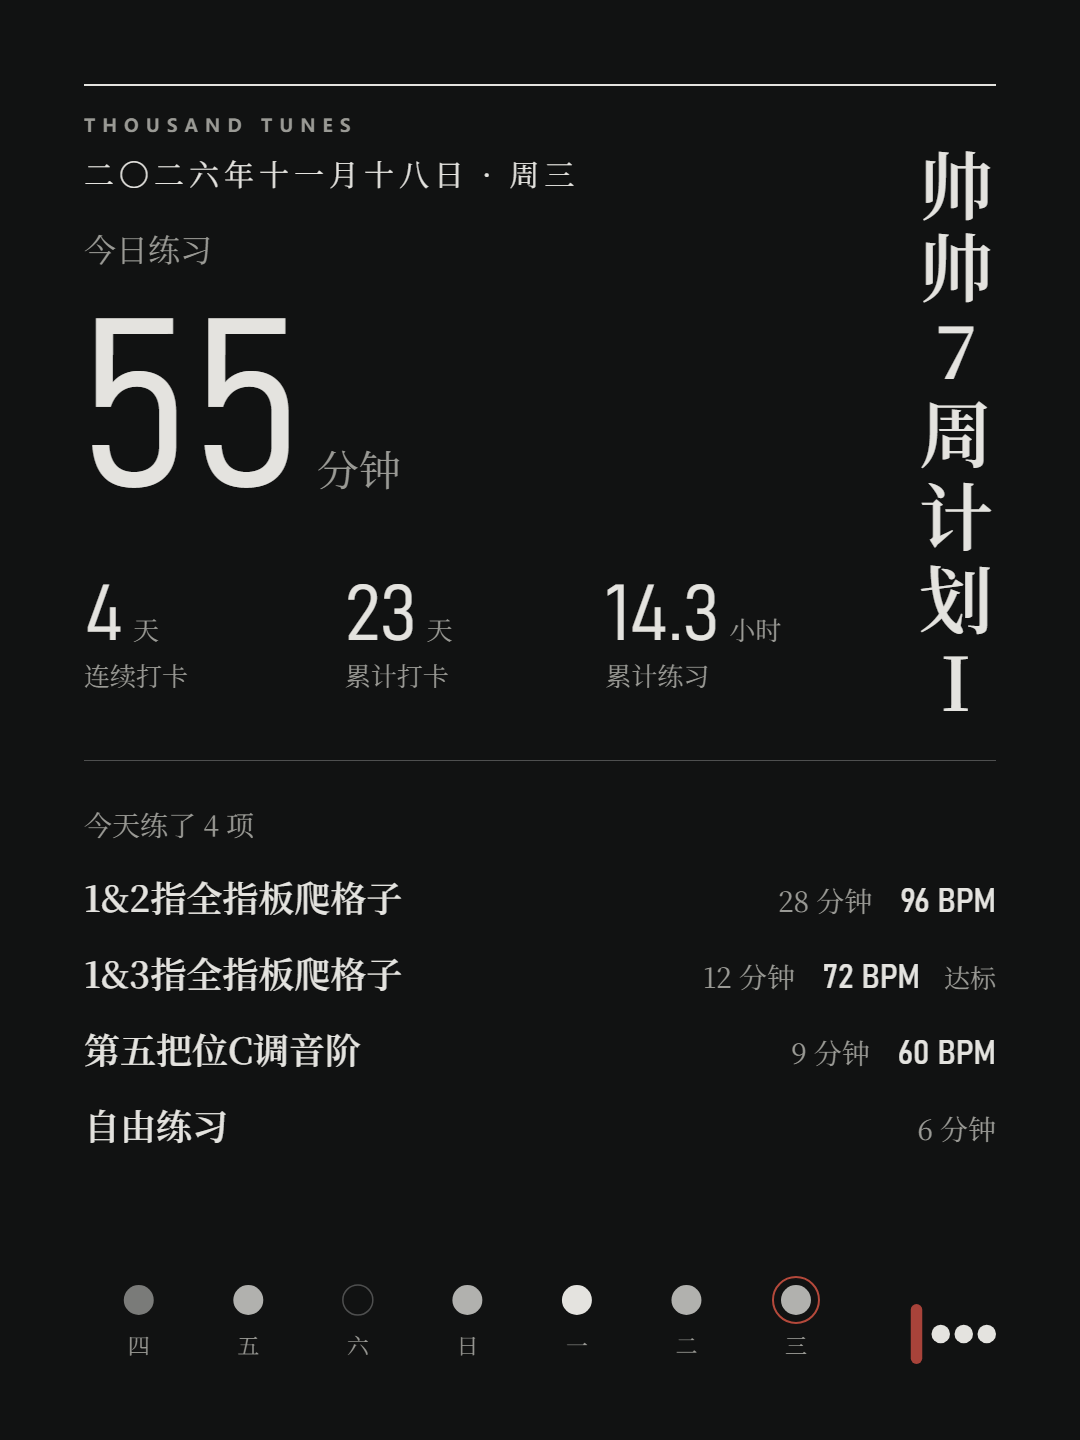 THOUSAND TUNES
二〇二六年十一月十八日 · 周三
帅帅7周计划I
今日练习
55 分钟
4 天 23 天 14.3 小时
连续打卡 累计打卡 累计练习
今天练了 4 项
1&2指全指板爬格子 28 分钟 96 BPM
1&3指全指板爬格子 12 分钟 72 BPM 达标
第五把位C调音阶 9 分钟 60 BPM
自由练习 6 分钟
四 五 六 日 一 二 三